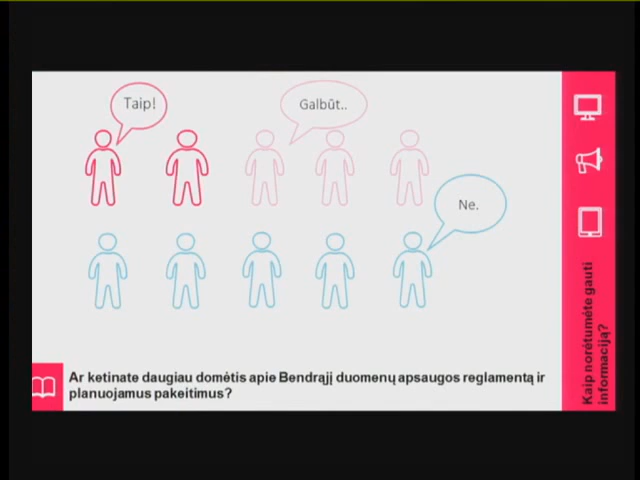 Taip!
Galbūt..
Ne.
Ar ketinate daugiau domėtis apie Bendrąjį duomenų apsaugos reglamentą ir
planuojamus pakeitimus?
Kaip norėtumėte gauti
informaciją?